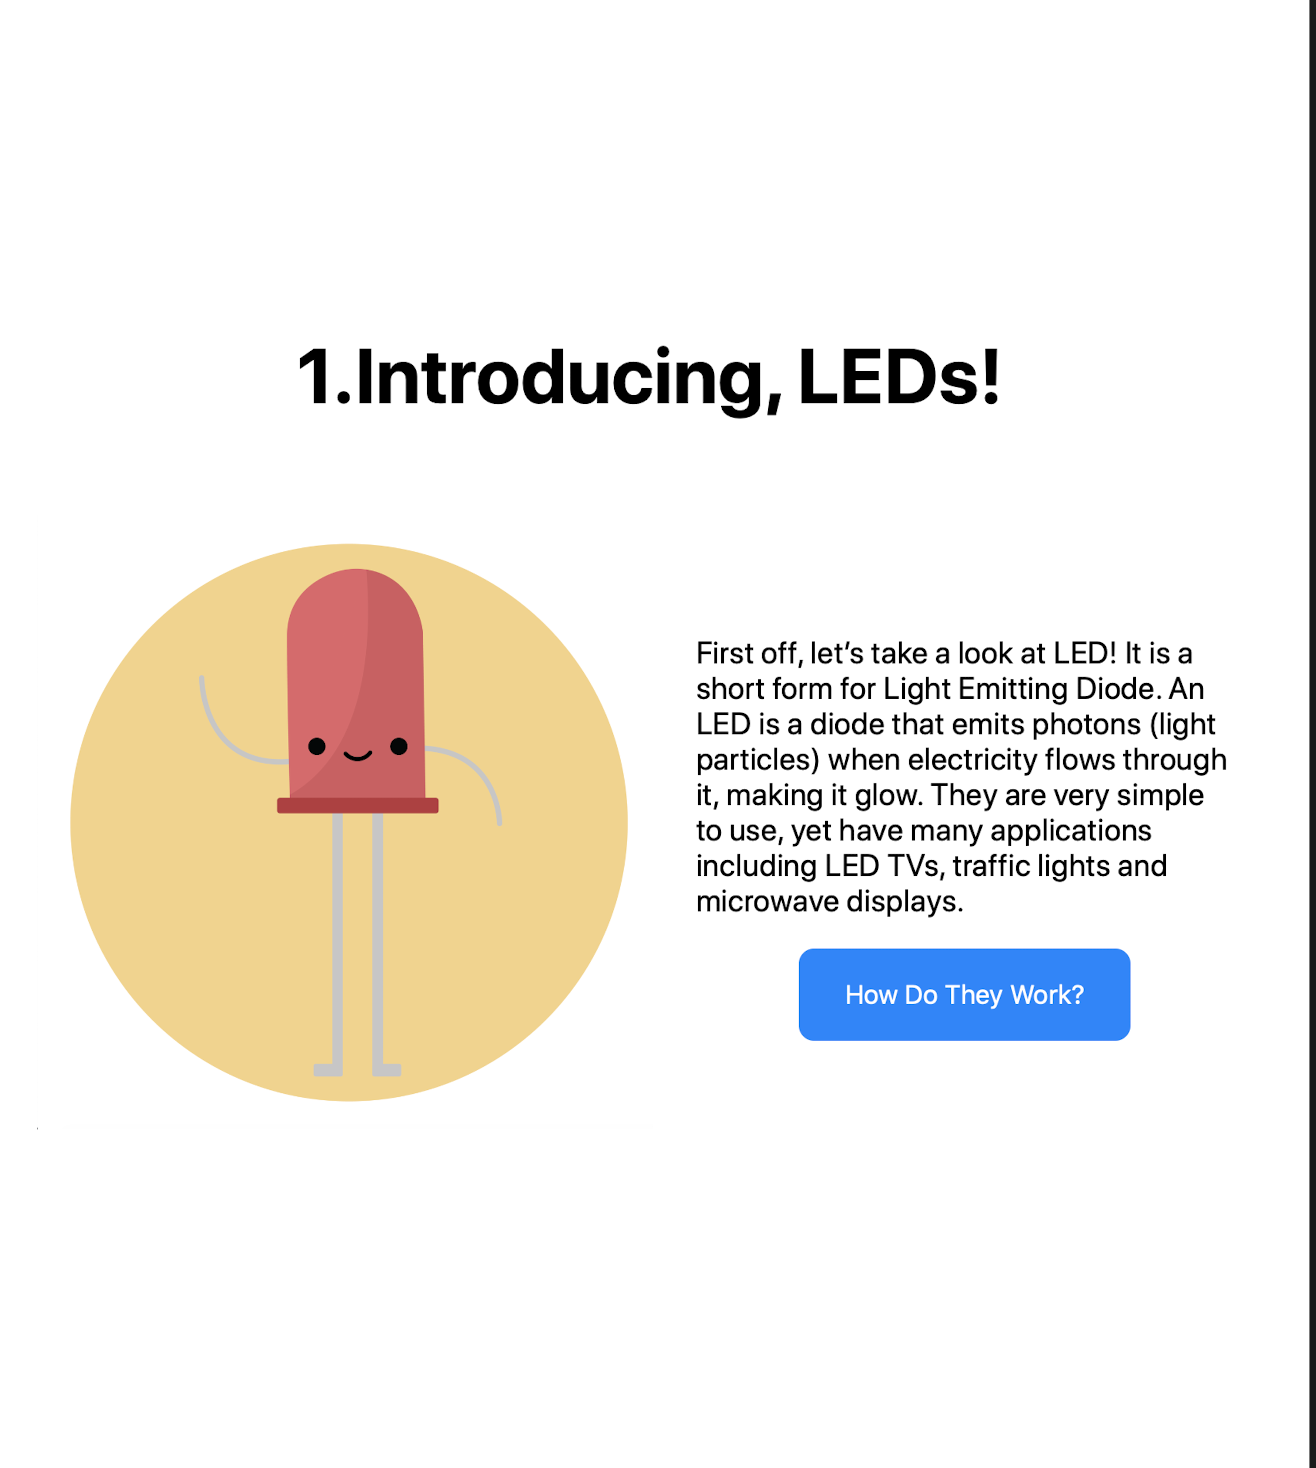 1.Introducing, LEDs!
First off, let’s take a look at LED! It is a
short form for Light Emitting Diode. An
LED is a diode that emits photons (light
particles) when electricity flows through
it, making it glow. They are very simple
to use, yet have many applications
including LED TVs, traffic lights and
microwave displays.
How Do They Work?